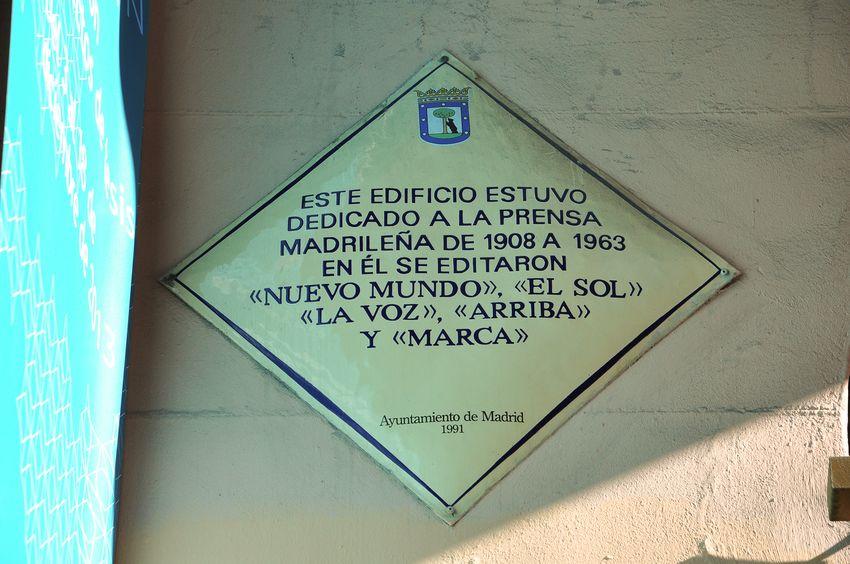 ESTE EDIFICIO ESTUVO
DEDICADO A LA PRENSA
MADRILEÑA DE 1908 A 1963
EN ÉL SE EDITARON
«NUEVO MUNDO», «EL SOL»
«LA VOZ», «ARRIBA»
Y «MARCA»
Ayuntamiento de Madrid
1991